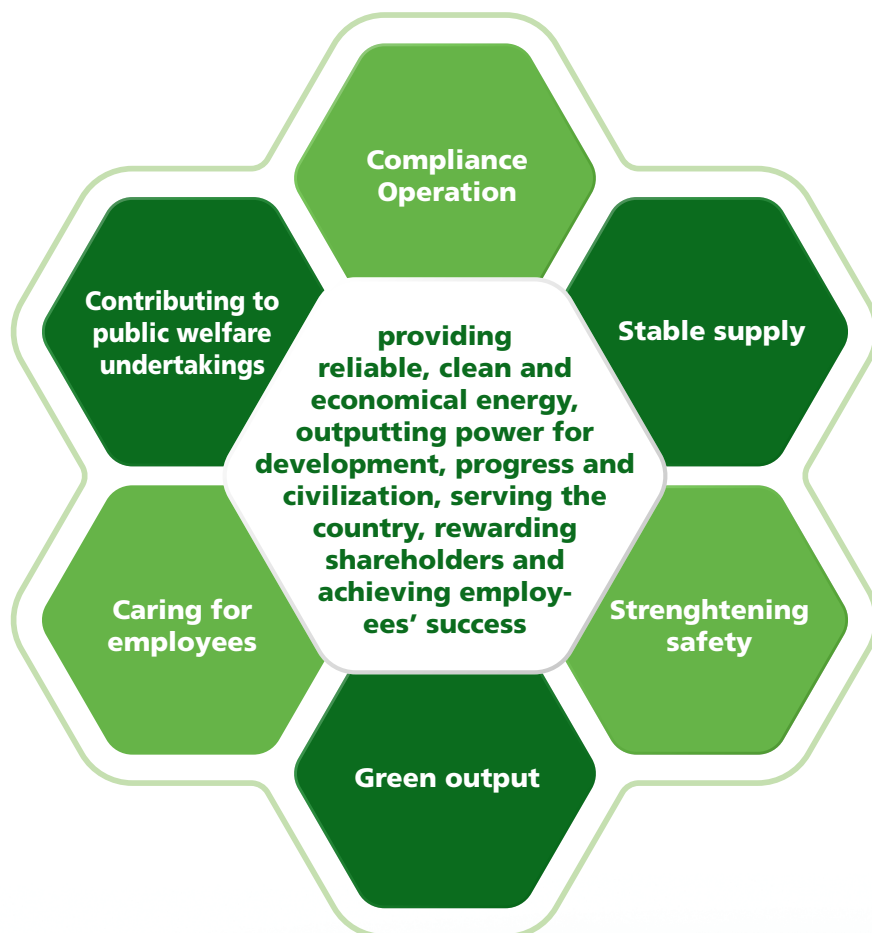 Compliance
Operation
Contributing to
public welfare
undertakings
Stable supply
providing
reliable, clean and
economical energy,
outputting power for
development, progress and
civilization, serving the
country, rewarding
shareholders and
achieving employ-
ees’ success
Caring for
employees
Strenghtening
safety
Green output